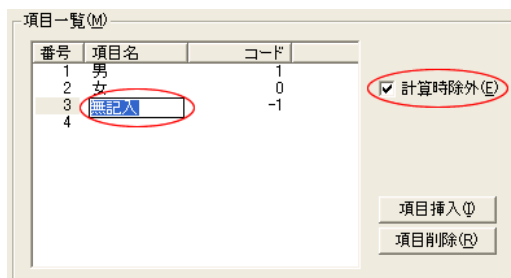 項目一覧(M)
番号 項目名 コード
1 男 1
2 女 0
3 無記入 -1
4
計算時除外(E)
項目挿入(I)
項目削除(R)